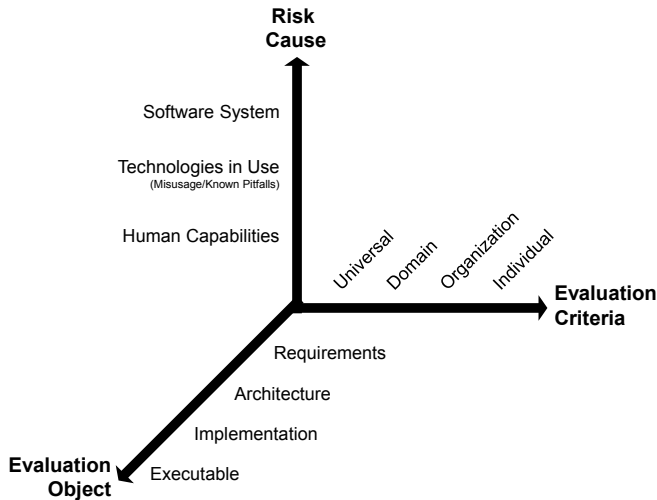 Risk
Cause
Software System
Technologies in Use
(Misusage/Known Pitfalls)
Human Capabilities
Universal
Domain
Organization
Individual
Evaluation
Criteria
Requirements
Architecture
Implementation
Executable
Evaluation
Object